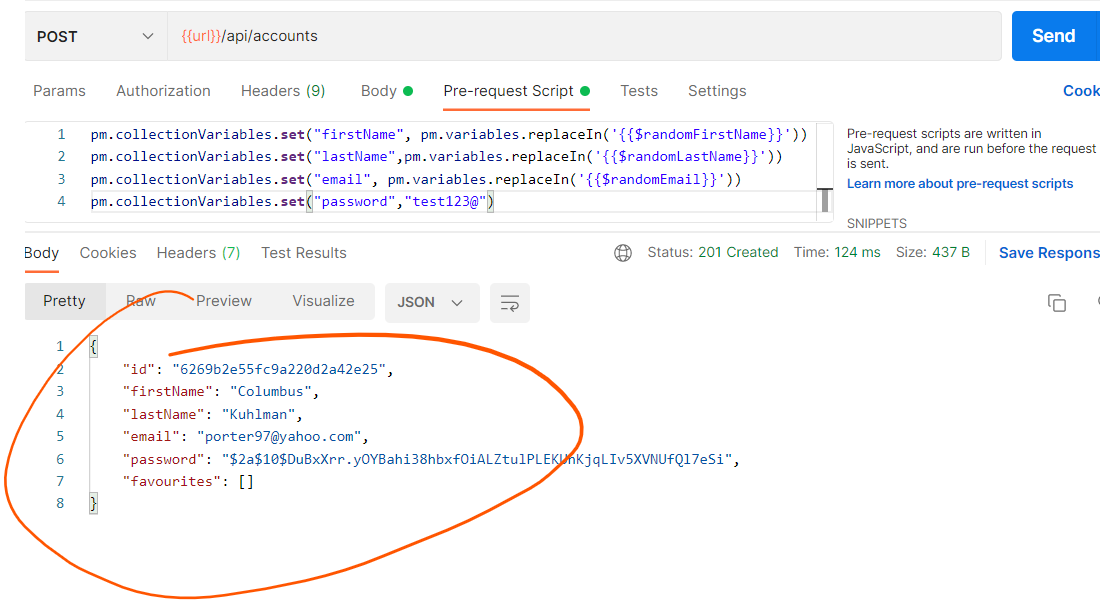 POST {{url}}/api/accounts Send
Params Authorization Headers (9) Body Pre-request Script Tests Settings Cook
1 pm.collectionVariables.set("firstName", pm.variables.replaceIn('{{$randomFirstName}}'))
2 pm.collectionVariables.set("lastName",pm.variables.replaceIn('{{$randomLastName}}'))
3 pm.collectionVariables.set("email", pm.variables.replaceIn('{{$randomEmail}}'))
4 pm.collectionVariables.set("password","test123@")
Pre-request scripts are written in
JavaScript, and are run before the request
is sent.
Learn more about pre-request scripts
SNIPPETS
Body Cookies Headers (7) Test Results Status: 201 Created Time: 124 ms Size: 437 B Save Respons
Pretty Raw Preview Visualize JSON
1 {
2 "id": "6269b2e55fc9a220d2a42e25",
3 "firstName": "Columbus",
4 "lastName": "Kuhlman",
5 "email": "porter97@yahoo.com",
6 "password": "$2a$10$DuBxXrr.yOYBahi38hbxfOiALZtulPLEKUnKjqLIv5XVNUfQl7eSi",
7 "favourites": []
8 }